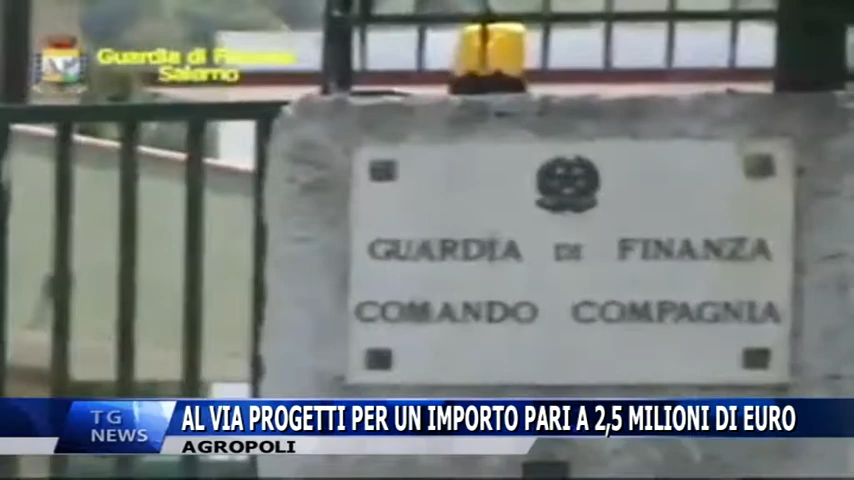 Guardia di Finanza
Salerno
GUARDIA DI FINANZA
COMANDO COMPAGNIA
TG NEWS
AL VIA PROGETTI PER UN IMPORTO PARI A 2,5 MILIONI DI EURO
AGROPOLI